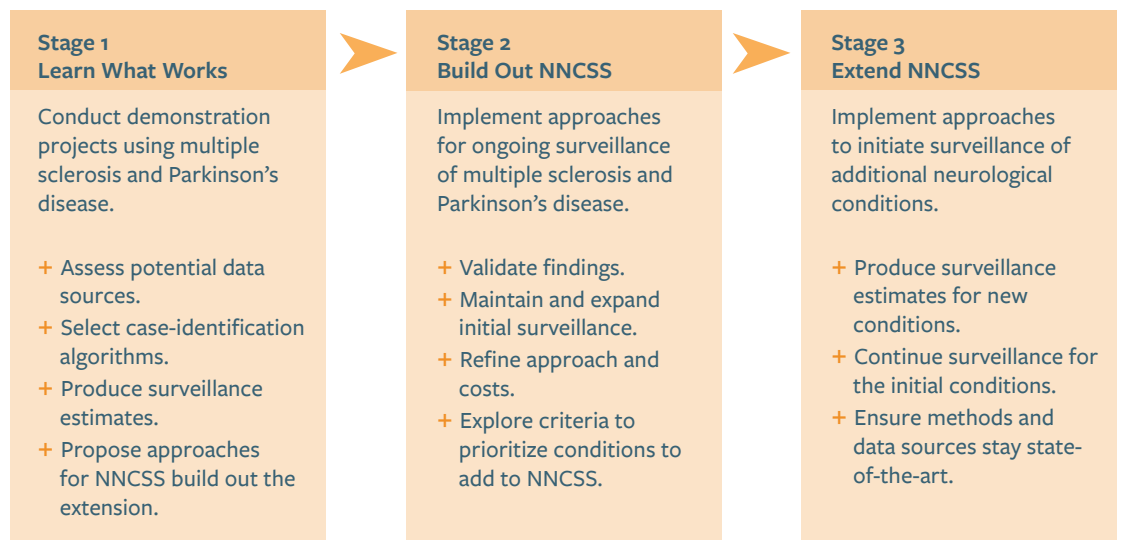 Stage 1
Learn What Works
Conduct demonstration
projects using multiple
sclerosis and Parkinson’s
disease.
+ Assess potential data
sources.
+ Select case-identification
algorithms.
+ Produce surveillance
estimates.
+ Propose approaches
for NNCSS build out the
extension.
Stage 2
Build Out NNCSS
Implement approaches
for ongoing surveillance
of multiple sclerosis and
Parkinson’s disease.
+ Validate findings.
+ Maintain and expand
initial surveillance.
+ Refine approach and
costs.
+ Explore criteria to
prioritize conditions to
add to NNCSS.
Stage 3
Extend NNCSS
Implement approaches
to initiate surveillance of
additional neurological
conditions.
+ Produce surveillance
estimates for new
conditions.
+ Continue surveillance for
the initial conditions.
+ Ensure methods and
data sources stay state-
of-the-art.